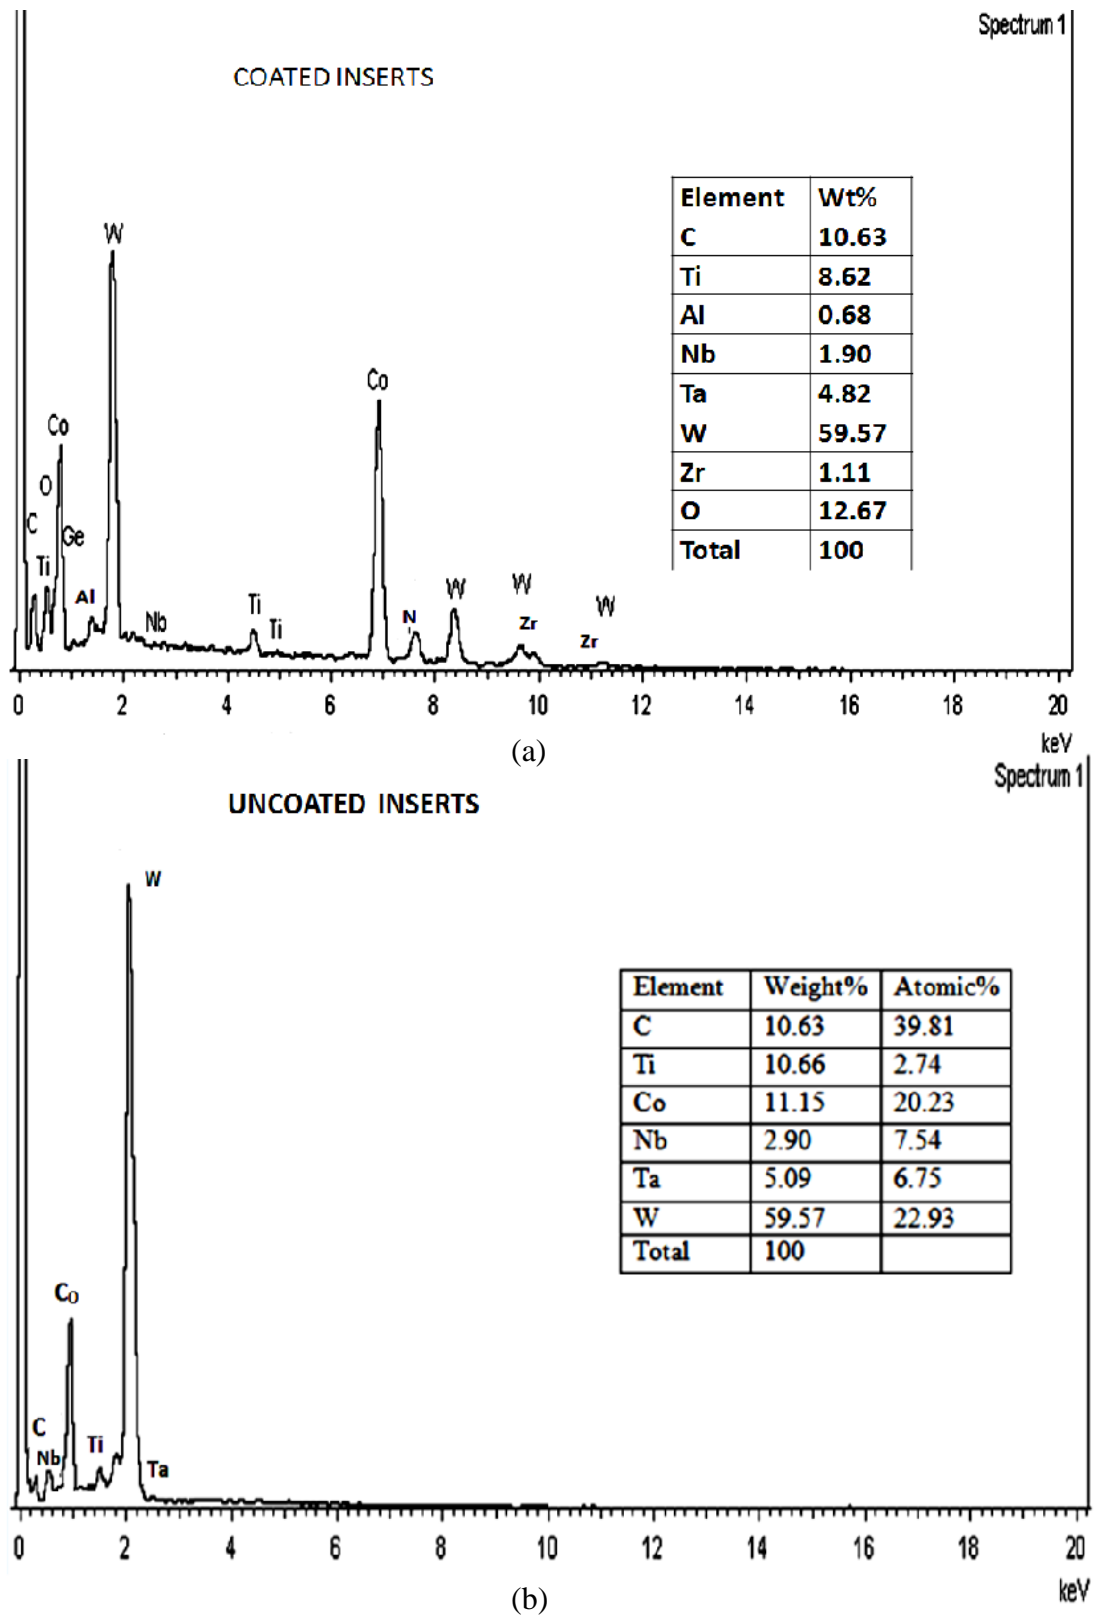 Spectrum 1
COATED INSERTS
Element Wt%
C 10.63
Ti 8.62
Al 0.68
Nb 1.90
Ta 4.82
W 59.57
Zr 1.11
O 12.67
Total 100
W
Co
Co
O
C
Ge
Ti
Al
Nb
Ti
Ti
N
W
W
Zr
W
Zr
0 2 4 6 8 10 12 14 16 18 20
keV
(a)
Spectrum 1
UNCOATED INSERTS
W
Element Weight% Atomic%
C 10.63 39.81
Ti 10.66 2.74
Co 11.15 20.23
Nb 2.90 7.54
Ta 5.09 6.75
W 59.57 22.93
Total 100
Co
C
Nb
Ti
Ta
0 2 4 6 8 10 12 14 16 18 20
keV
(b)